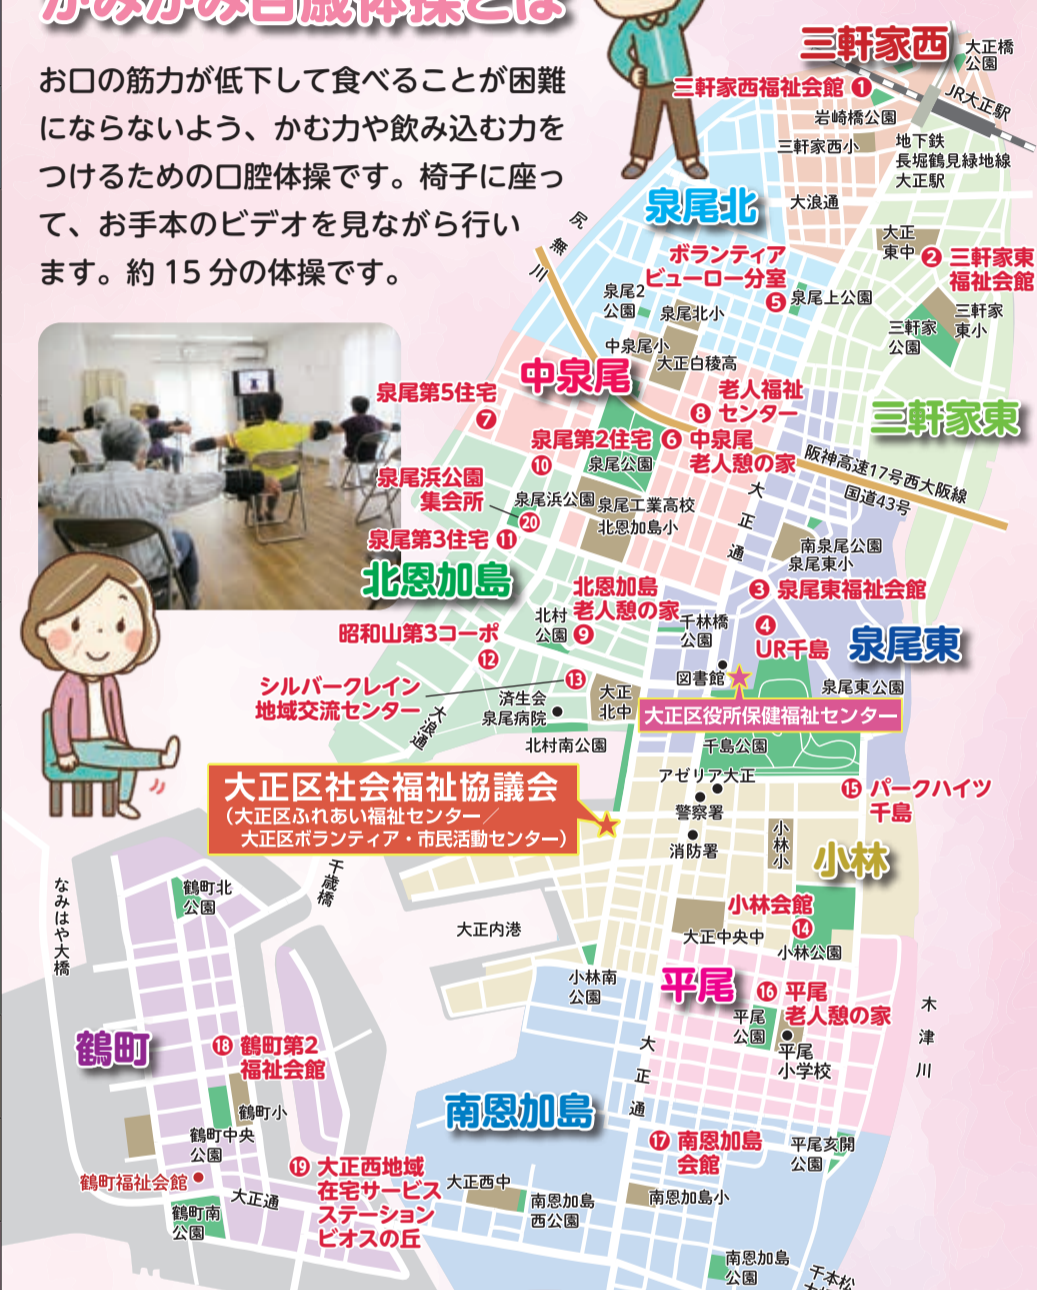 かみかみ百歳体操とは
お口の筋力が低下して食べることが困難
にならないよう、かむ力や飲み込む力を
つけるための口腔体操です。椅子に座っ
て、お手本のビデオを見ながら行い
ます。約15分の体操です。
三軒家西
大正橋
公園
三軒家西福祉会館 ❶
JR大正駅
岩崎橋公園
三軒家西小
地下鉄
長堀鶴見緑地線
大正駅
泉尾北
大浪通
尻無川
大正
東中
❷ 三軒家東
福祉会館
ボランティア
ビューロー分室
❺
泉尾上公園
泉尾2
公園
泉尾北小
三軒家
東小
三軒家
公園
中泉尾小
大正白稜高
中泉尾
泉尾第5住宅
❼
老人福祉
❽ センター
三軒家東
泉尾第2住宅
❿
❻ 中泉尾
老人憩の家
泉尾公園
阪神高速17号西大阪線
国道43号
泉尾浜公園
集会所
泉尾浜公園
⓴
泉尾工業高校
北恩加島小
大正通
泉尾第3住宅 ⓫
南泉尾公園
泉尾東小
北恩加島
北恩加島
老人憩の家
❾
❸ 泉尾東福祉会館
北村
公園
千林橋
公園
❹
UR千島
泉尾東
昭和山第3コーポ
⓬
図書館
シルバークレイン
地域交流センター
⓭
済生会
泉尾病院
大正
北中
泉尾東公園
大正区役所保健福祉センター
大浪通
北村南公園
千島公園
大正区社会福祉協議会
(大正区ふれあい福祉センター/
大正区ボランティア・市民活動センター)
アゼリア大正
警察署
消防署
⓯ パークハイツ
千島
小林小
小林
千歳橋
なみはや大橋
鶴町北
公園
小林会館
⓮
大正内港
大正中央中
小林公園
小林南
公園
平尾
⓰ 平尾
老人憩の家
平尾
公園
平尾
小学校
木津川
鶴町
⓲ 鶴町第2
福祉会館
大正通
鶴町小
南恩加島
鶴町中央
公園
⓱ 南恩加島
会館
平尾亥開
公園
鶴町福祉会館
⓳ 大正西地域
在宅サービス
ステーション
ビオスの丘
大正西中
大正通
南恩加島
西公園
南恩加島小
鶴町南
公園
南恩加島
公園
千本松